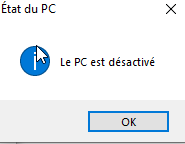 État du PC
Le PC est désactivé
OK